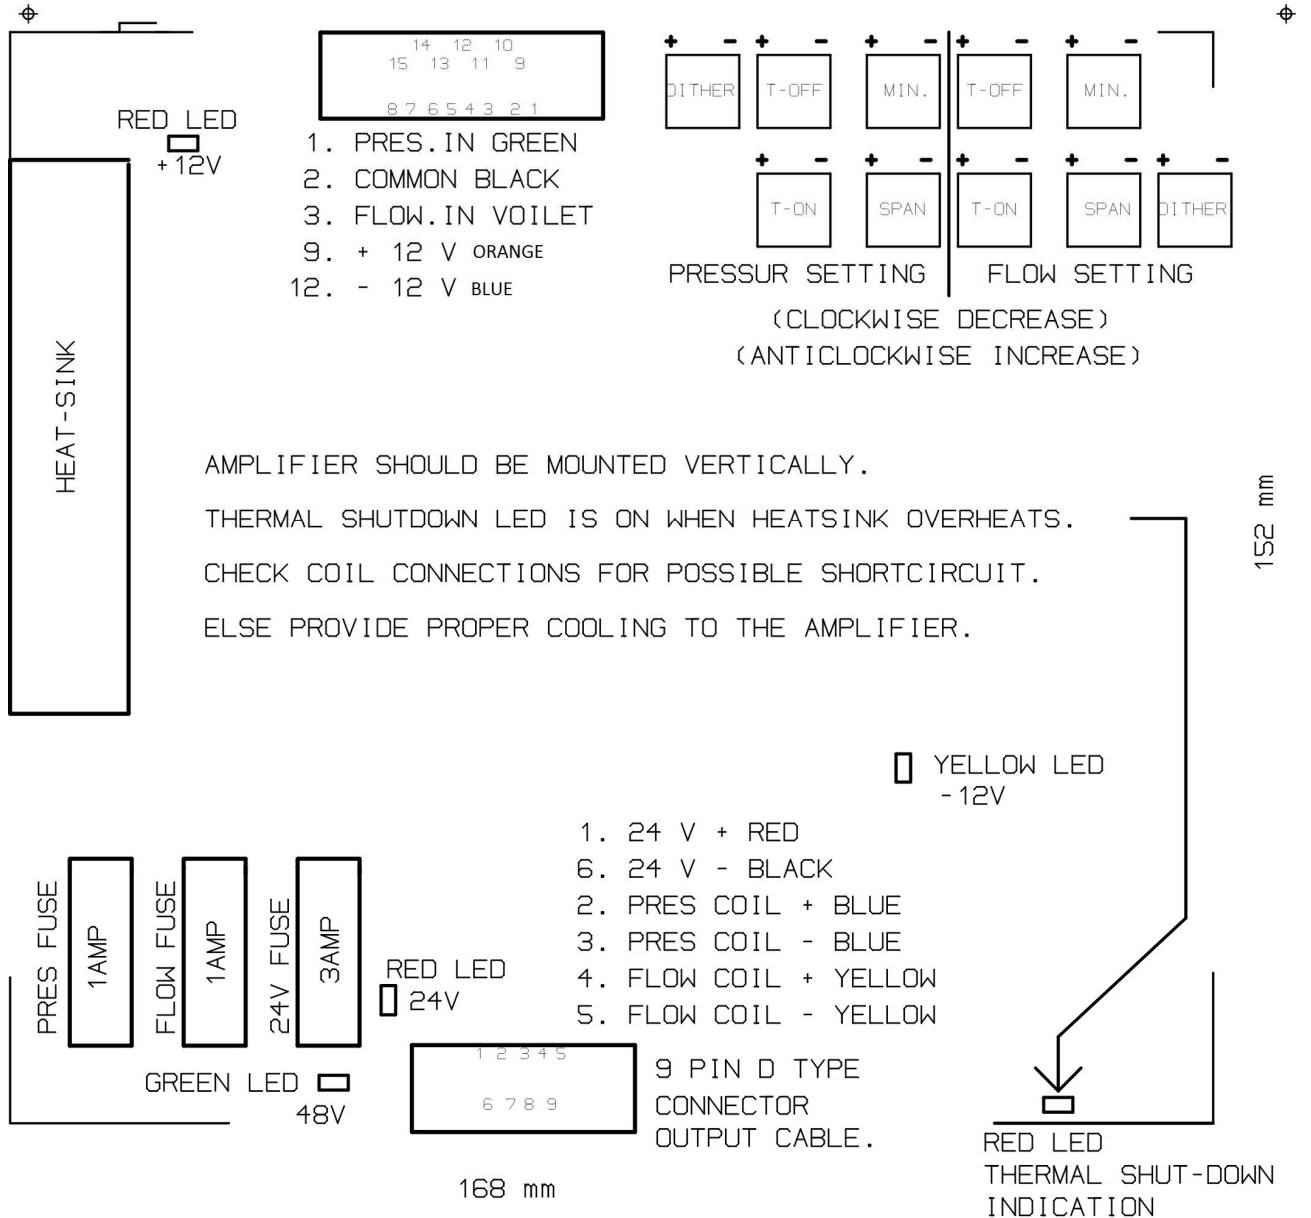 14 12 10
15 13 11 9
8 7 6 5 4 3 2 1
RED LED
+12V
1. PRES.IN GREEN
2. COMMON BLACK
3. FLOW.IN VOILET
9. + 12 V ORANGE
12. - 12 V BLUE
+ - + - + - + - + -
DITHER T-OFF MIN. T-OFF MIN.
+ - + - + - + - + -
T-ON SPAN T-ON SPAN DITHER
PRESSUR SETTING FLOW SETTING
(CLOCKWISE DECREASE)
(ANTICLOCKWISE INCREASE)
HEAT-SINK
AMPLIFIER SHOULD BE MOUNTED VERTICALLY.
THERMAL SHUTDOWN LED IS ON WHEN HEATSINK OVERHEATS.
CHECK COIL CONNECTIONS FOR POSSIBLE SHORTCIRCUIT.
ELSE PROVIDE PROPER COOLING TO THE AMPLIFIER.
152 mm
YELLOW LED
-12V
1. 24 V + RED
6. 24 V - BLACK
2. PRES COIL + BLUE
3. PRES COIL - BLUE
4. FLOW COIL + YELLOW
5. FLOW COIL - YELLOW
PRES FUSE
1AMP
FLOW FUSE
1AMP
24V FUSE
3AMP
RED LED
24V
GREEN LED
48V
1 2 3 4 5
6 7 8 9
9 PIN D TYPE
CONNECTOR
OUTPUT CABLE.
168 mm
RED LED
THERMAL SHUT-DOWN
INDICATION